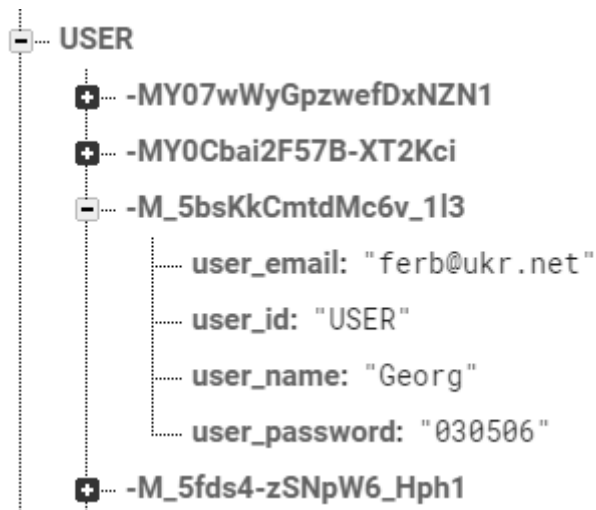 USER
-MY07wWyGpzwefDxNZN1
-MY0Cbai2F57B-XT2Kci
-M_5bsKkCmtdMc6v_1l3
user_email: "ferb@ukr.net"
user_id: "USER"
user_name: "Georg"
user_password: "030506"
-M_5fds4-zSNpW6_Hph1